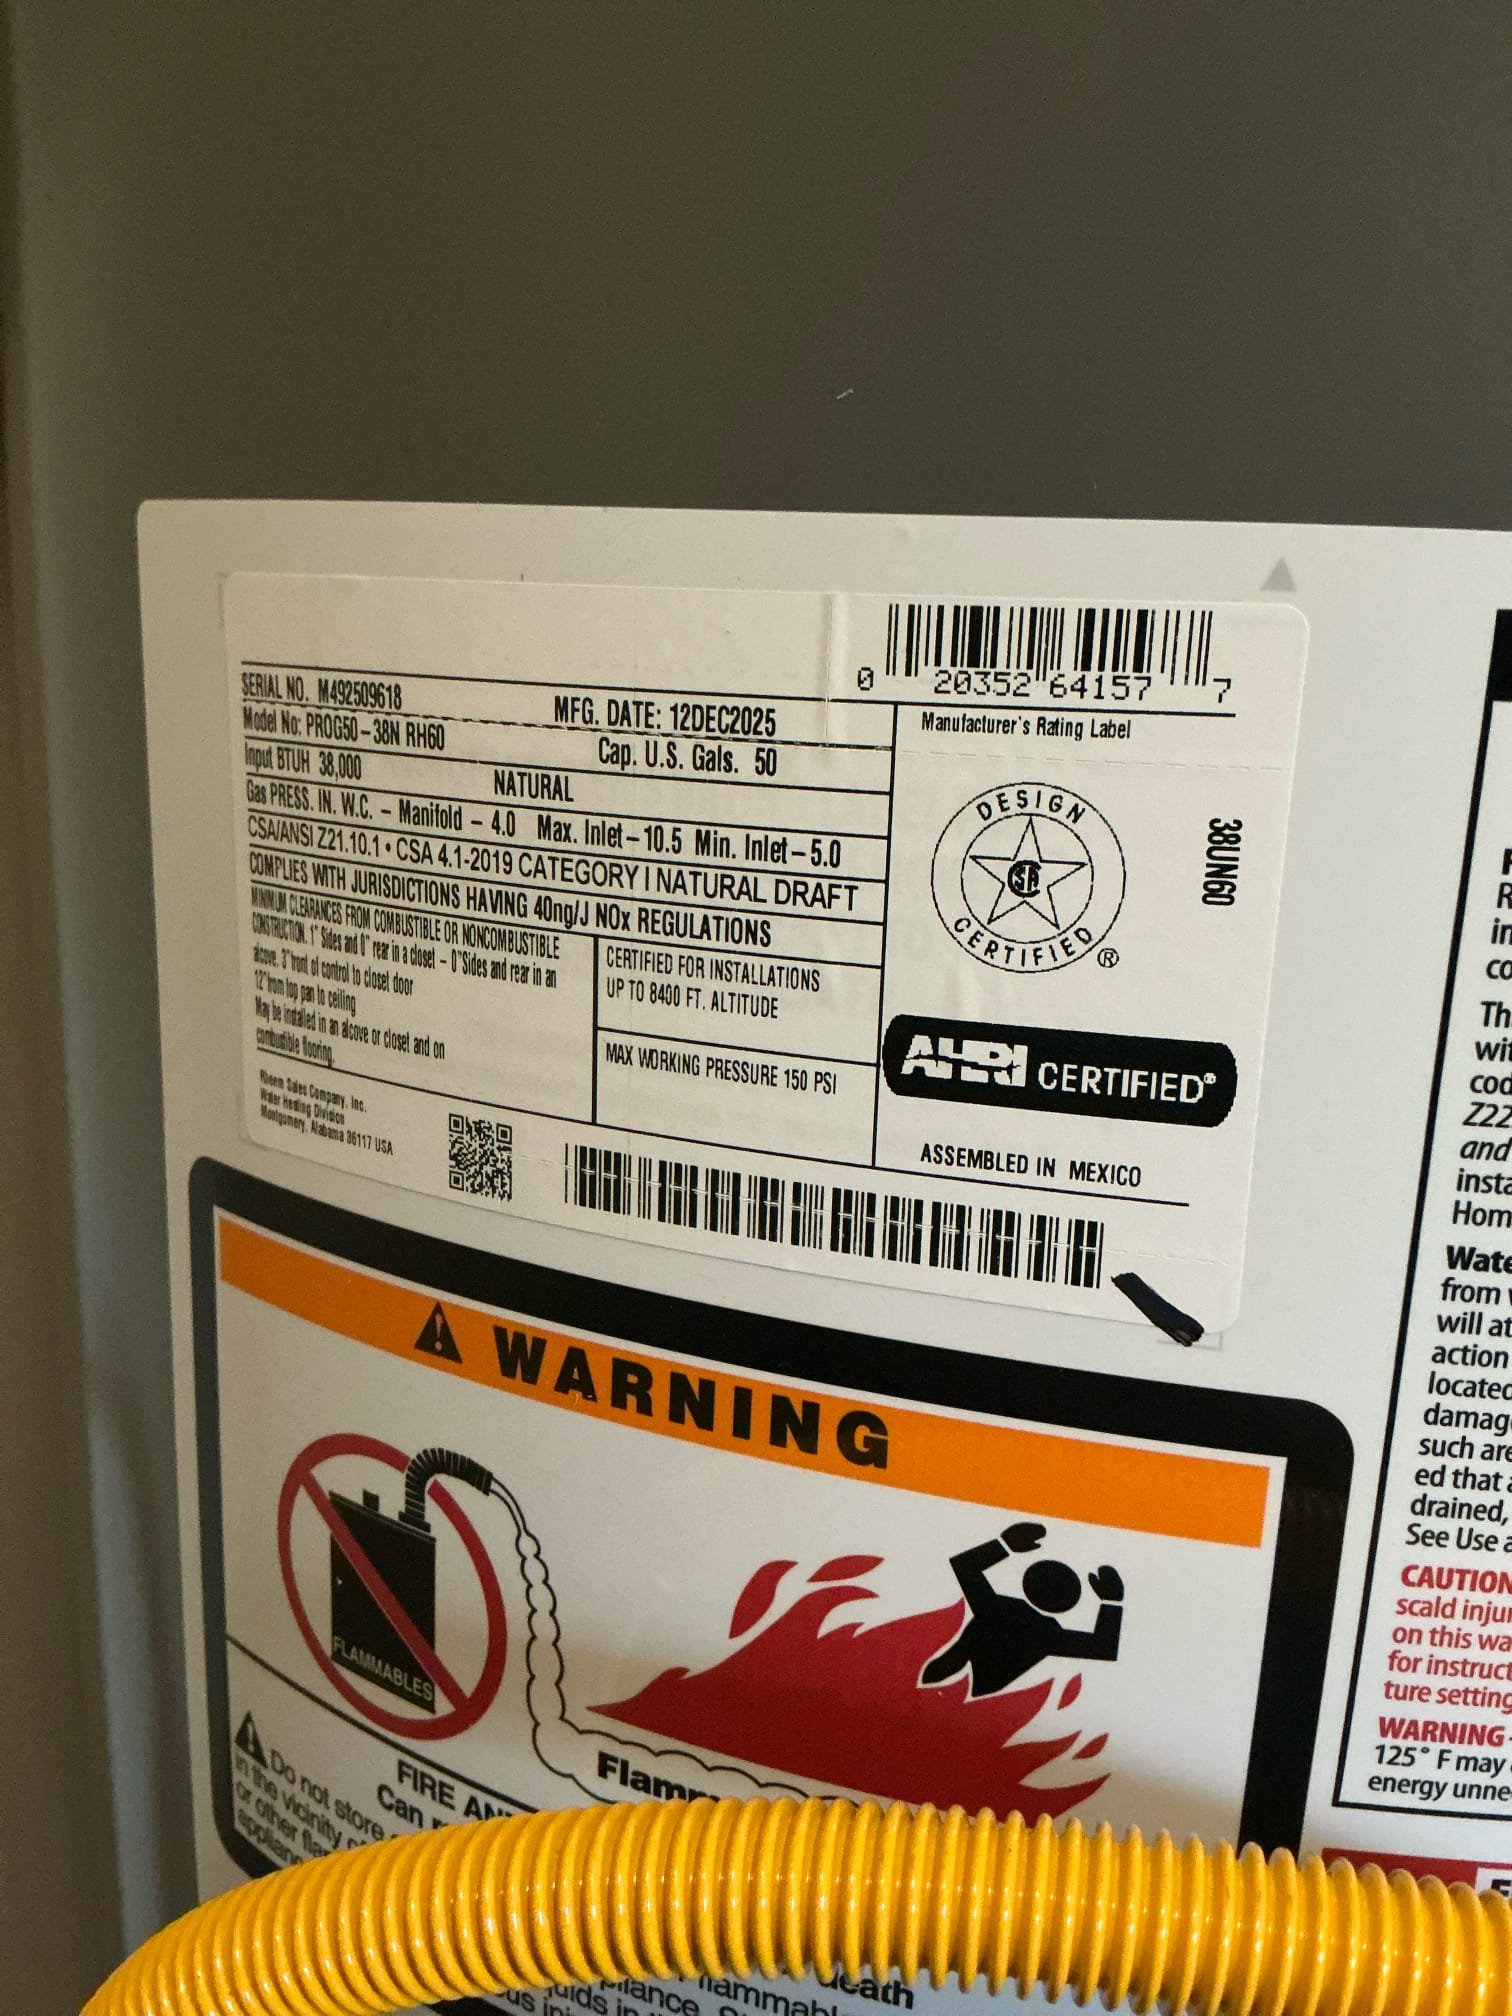 0 20352 64157 7
SERIAL NO. M492509618
MFG. DATE: 12DEC2025
Model No: PROG50-38N RH60
Cap. U.S. Gals. 50
Input BTUH 38,000
NATURAL
Gas PRESS. IN. W.C. - Manifold - 4.0 Max. Inlet-10.5 Min. Inlet-5.0
CSA/ANSI Z21.10.1 • CSA 4.1-2019 CATEGORY I NATURAL DRAFT
COMPLIES WITH JURISDICTIONS HAVING 40ng/J NOx REGULATIONS
MINIMUM CLEARANCES FROM COMBUSTIBLE OR NONCOMBUSTIBLE
CONSTRUCTION. 1" Sides and 0" rear in a closet - 0"Sides and rear in an
alcove. 3"front of control to closet door
12"from top pan to ceiling
May be installed in an alcove or closet and on
combustible flooring.
CERTIFIED FOR INSTALLATIONS
UP TO 8400 FT. ALTITUDE
MAX WORKING PRESSURE 150 PSI
Rheem Sales Company, Inc.
Water Heating Division
Montgomery, Alabama 36117 USA
Manufacturer's Rating Label
DESIGN
CSA
CERTIFIED ®
38UN60
AHRI CERTIFIED®
ASSEMBLED IN MEXICO
WARNING
FLAMMABLES
FIRE AN
Can
Flam
Do not store
in the vicinity
or other fla
applianc
death
pliance
flammabl
uids in
R
in
co
Th
wit
cod
Z22
and
insta
Hom
Wate
from
will at
action
located
damag
such are
ed that a
drained,
See Use a
CAUTION
scald injur
on this wa
for instruct
ture setting
WARNING-
125° F may
energy unne